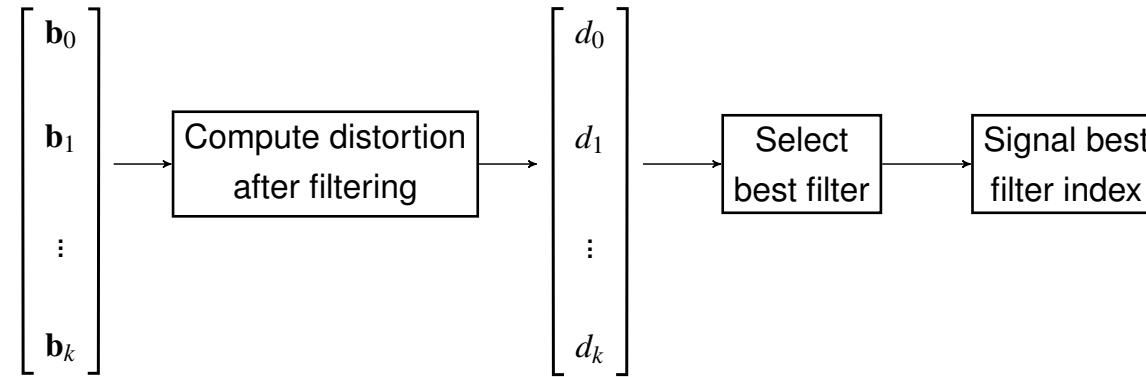 b0
b1
⋮
bk
Compute distortion
after filtering
d0
d1
⋮
dk
Select
best filter
Signal best
filter index